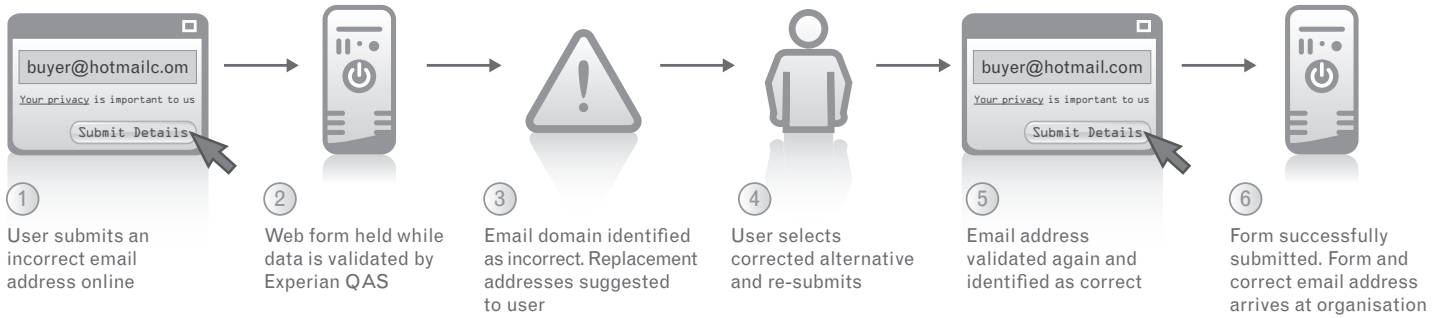 buyer@hotmailc.om
Your privacy is important to us
Submit Details
1
User submits an
incorrect email
address online
2
Web form held while
data is validated by
Experian QAS
!
3
Email domain identified
as incorrect. Replacement
addresses suggested
to user
4
User selects
corrected alternative
and re-submits
buyer@hotmail.com
Your privacy is important to us
Submit Details
5
Email address
validated again and
identified as correct
6
Form successfully
submitted. Form and
correct email address
arrives at organisation